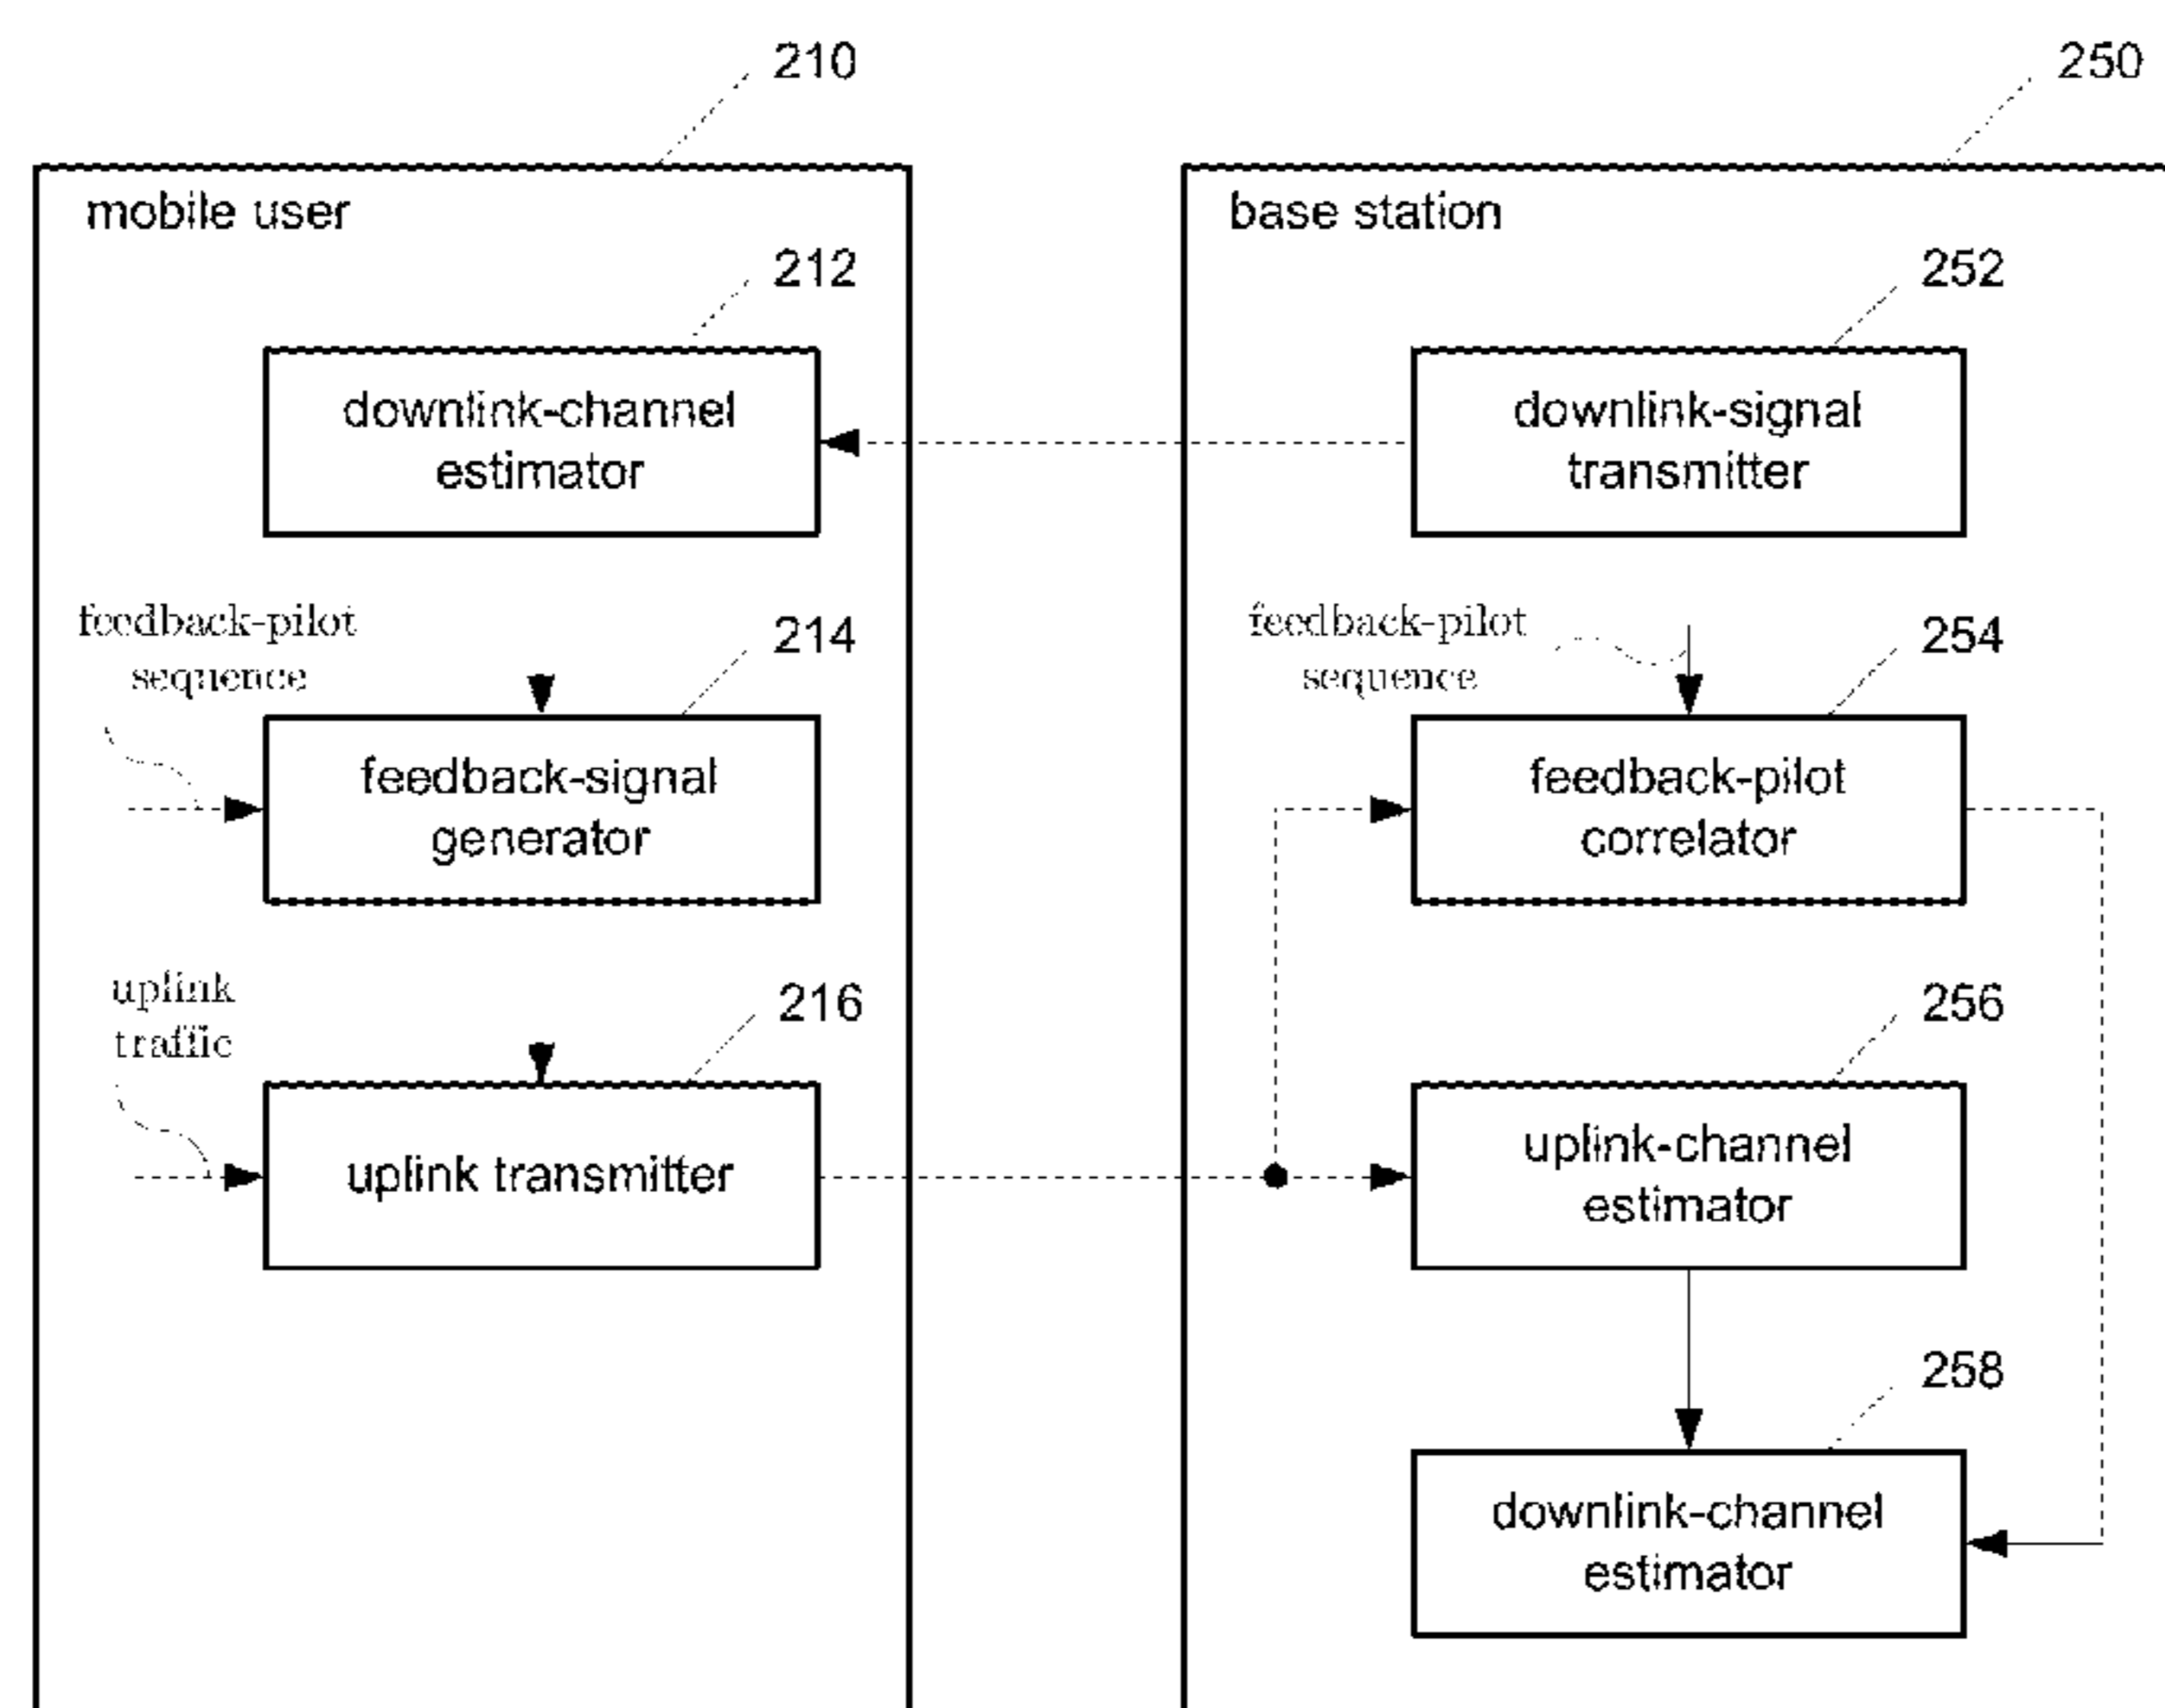 210
250
mobile user
base station
212
252
downlink-channel
estimator
downlink-signal
transmitter
feedback-pilot
sequence
214
feedback-pilot
sequence
254
feedback-signal
generator
feedback-pilot
correlator
uplink
traffic
216
256
uplink transmitter
uplink-channel
estimator
258
downlink-channel
estimator